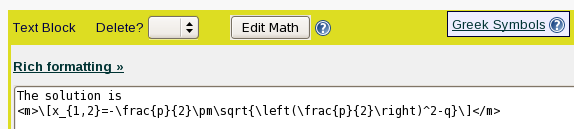 Text Block Delete? Edit Math ? Greek Symbols ?
Rich formatting »
The solution is
<m>\[x_{1,2}=-\frac{p}{2}\pm\sqrt{\left(\frac{p}{2}\right)^2-q}\]</m>